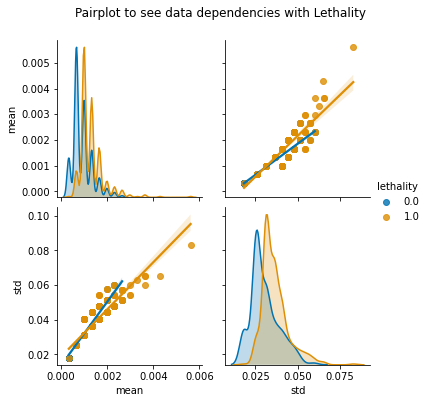 Pairplot to see data dependencies with Lethality
0.005
0.004
0.003
0.002
0.001
0.000
mean
lethality
0.0
1.0
0.10
0.08
0.06
0.04
0.02
std
0.000 0.002 0.004 0.006
mean
0.025 0.050 0.075
std